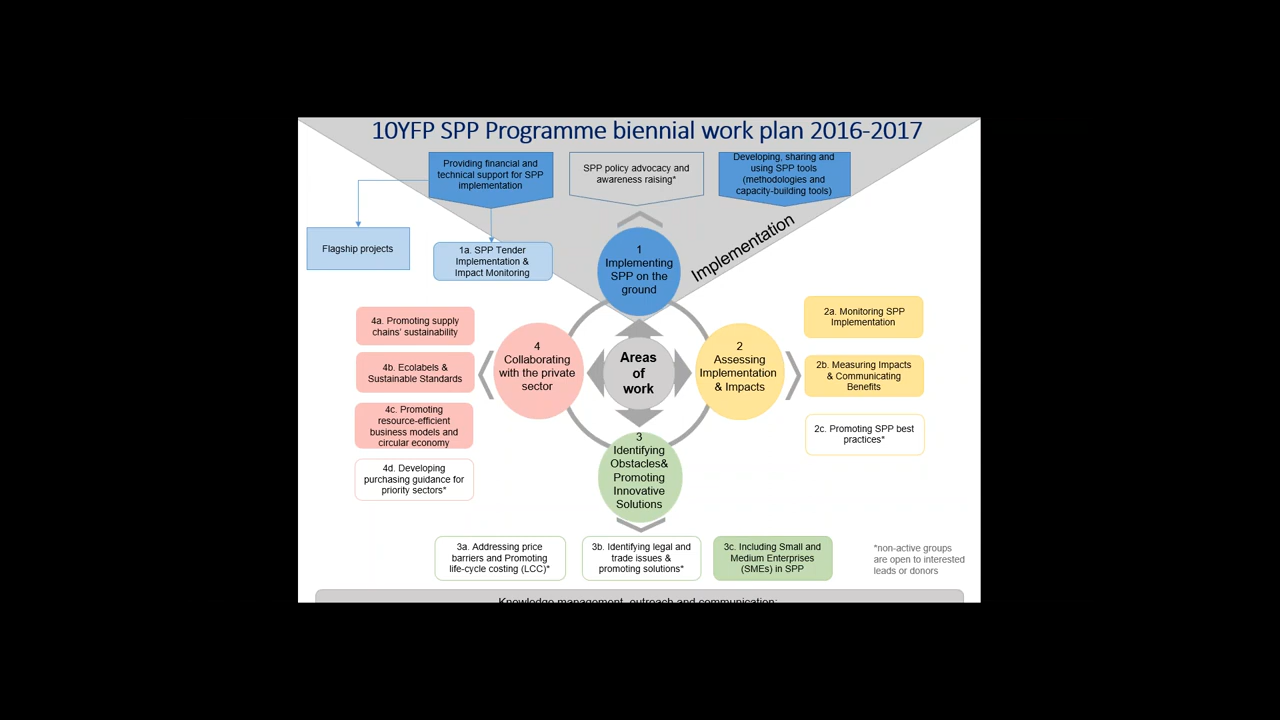 10YFP SPP Programme biennial work plan 2016-2017
Providing financial and
technical support for SPP
implementation
SPP policy advocacy and
awareness raising*
Developing, sharing and
using SPP tools
(methodologies and
capacity-building tools)
Implementation
Flagship projects
1a. SPP Tender
Implementation &
Impact Monitoring
1
Implementing
SPP on the
ground
4a. Promoting supply
chains' sustainability
4b. Ecolabels &
Sustainable Standards
4c. Promoting
resource-efficient
business models and
circular economy
4d. Developing
purchasing guidance for
priority sectors*
4
Collaborating
with the private
sector
Areas
of
work
2
Assessing
Implementation
& Impacts
2a. Monitoring SPP
Implementation
2b. Measuring Impacts
& Communicating
Benefits
2c. Promoting SPP best
practices*
3
Identifying
Obstacles&
Promoting
Innovative
Solutions
3a. Addressing price
barriers and Promoting
life-cycle costing (LCC)*
3b. Identifying legal and
trade issues &
promoting solutions*
3c. Including Small and
Medium Enterprises
(SMEs) in SPP
*non-active groups
are open to interested
leads or donors
Knowledge management, outreach and communication: